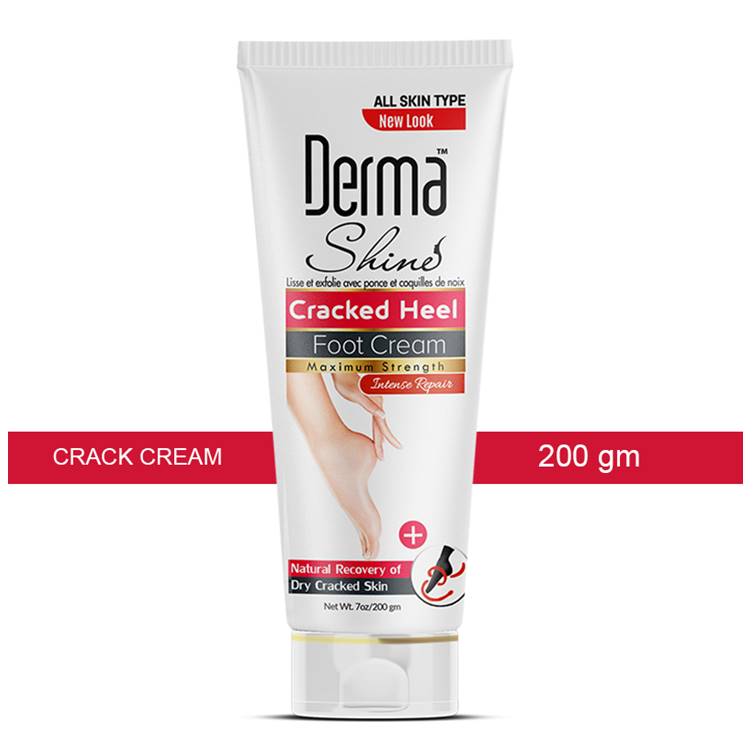 ALL SKIN TYPE
New Look
Derma™
Shine
Lisse et exfolie avec ponce et coquilles de noix
Cracked Heel
Foot Cream
Maximum Strength
Intense Repair
CRACK CREAM
200 gm
Natural Recovery of
Dry Cracked Skin
Net Wt. 7oz/200 gm